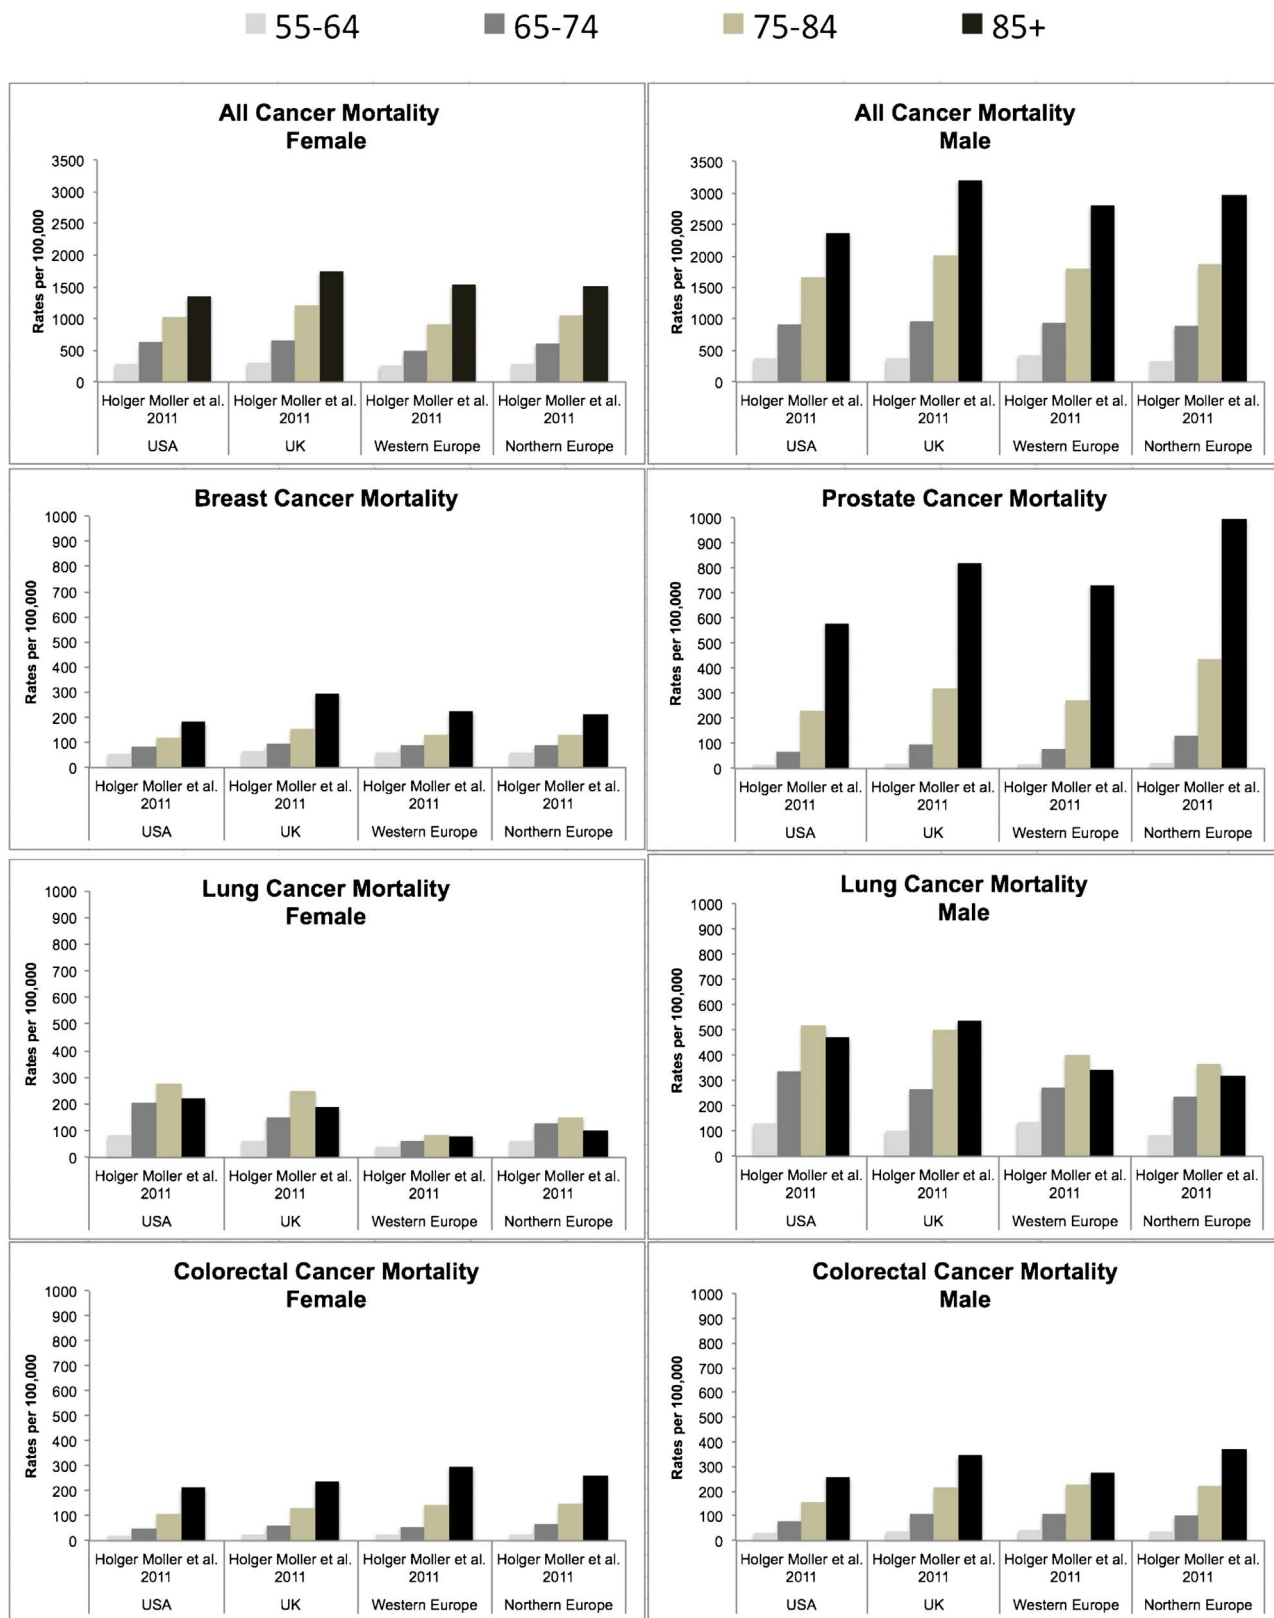 55-64 65-74 75-84 85+
All Cancer Mortality
Female
Rates per 100,000
3500
3000
2500
2000
1500
1000
500
0
Holger Moller et al. Holger Moller et al. Holger Moller et al. Holger Moller et al.
2011 2011 2011 2011
USA UK Western Europe Northern Europe
All Cancer Mortality
Male
Rates per 100,000
3500
3000
2500
2000
1500
1000
500
0
Holger Moller et al. Holger Moller et al. Holger Moller et al. Holger Moller et al.
2011 2011 2011 2011
USA UK Western Europe Northern Europe
Breast Cancer Mortality
Rates per 100,000
1000
900
800
700
600
500
400
300
200
100
0
Holger Moller et al. Holger Moller et al. Holger Moller et al. Holger Moller et al.
2011 2011 2011 2011
USA UK Western Europe Northern Europe
Prostate Cancer Mortality
Rates per 100,000
1000
900
800
700
600
500
400
300
200
100
0
Holger Moller et al. Holger Moller et al. Holger Moller et al. Holger Moller et al.
2011 2011 2011 2011
USA UK Western Europe Northern Europe
Lung Cancer Mortality
Female
Rates per 100,000
1000
900
800
700
600
500
400
300
200
100
0
Holger Moller et al. Holger Moller et al. Holger Moller et al. Holger Moller et al.
2011 2011 2011 2011
USA UK Western Europe Northern Europe
Lung Cancer Mortality
Male
Rates per 100,000
1000
900
800
700
600
500
400
300
200
100
0
Holger Moller et al. Holger Moller et al. Holger Moller et al. Holger Moller et al.
2011 2011 2011 2011
USA UK Western Europe Northern Europe
Colorectal Cancer Mortality
Female
Rates per 100,000
1000
900
800
700
600
500
400
300
200
100
0
Holger Moller et al. Holger Moller et al. Holger Moller et al. Holger Moller et al.
2011 2011 2011 2011
USA UK Western Europe Northern Europe
Colorectal Cancer Mortality
Male
Rates per 100,000
1000
900
800
700
600
500
400
300
200
100
0
Holger Moller et al. Holger Moller et al. Holger Moller et al. Holger Moller et al.
2011 2011 2011 2011
USA UK Western Europe Northern Europe